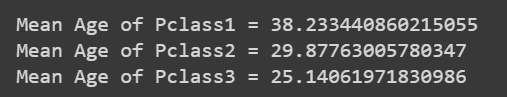 Mean Age of Pclass1 = 38.233440860215055
Mean Age of Pclass2 = 29.87763005780347
Mean Age of Pclass3 = 25.14061971830986